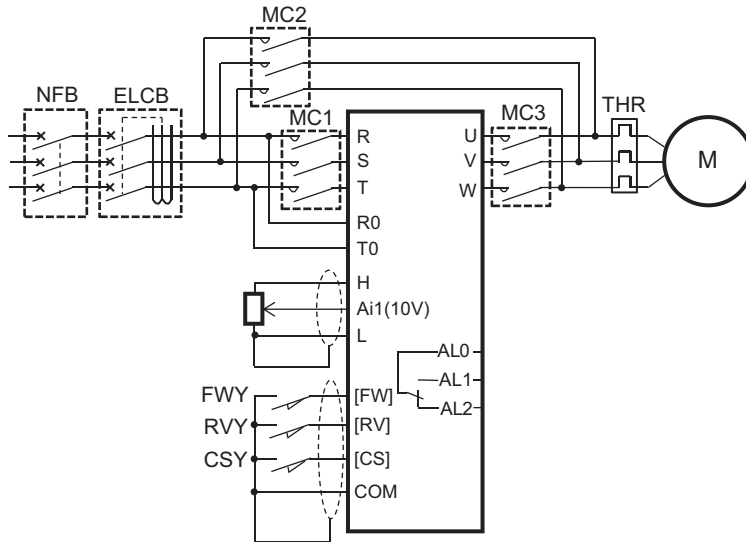 MC2
NFB
ELCB
MC1
MC3
THR
R
S
T
R0
T0
H
Ai1(10V)
L
U
V
W
M
AL0
AL1
AL2
FWY
[FW]
RVY
[RV]
CSY
[CS]
COM